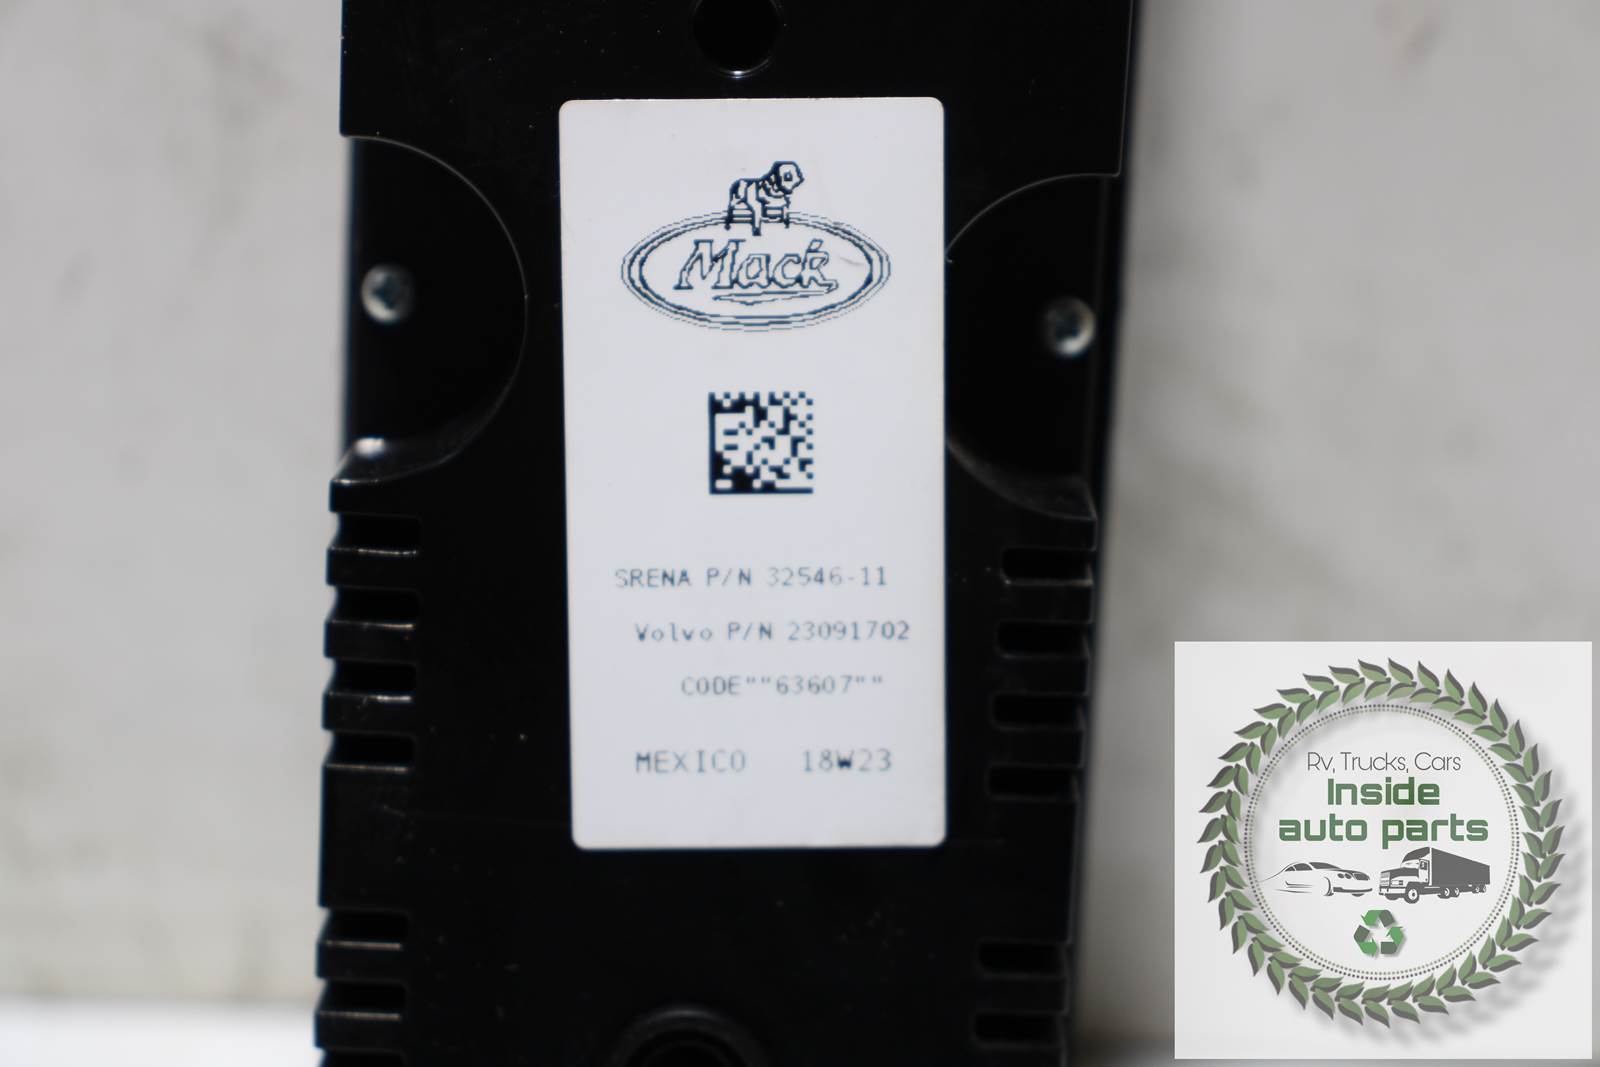 Mack
SRENA P/N 32546-11
Volvo P/N 23091702
CODE""63607""
MEXICO 18W23
Rv, Trucks, Cars
Inside
auto parts